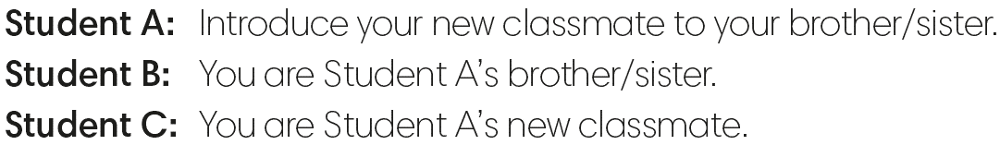 Student A: Introduce your new classmate to your brother/sister.
Student B: You are Student A’s brother/sister.
Student C: You are Student A’s new classmate.